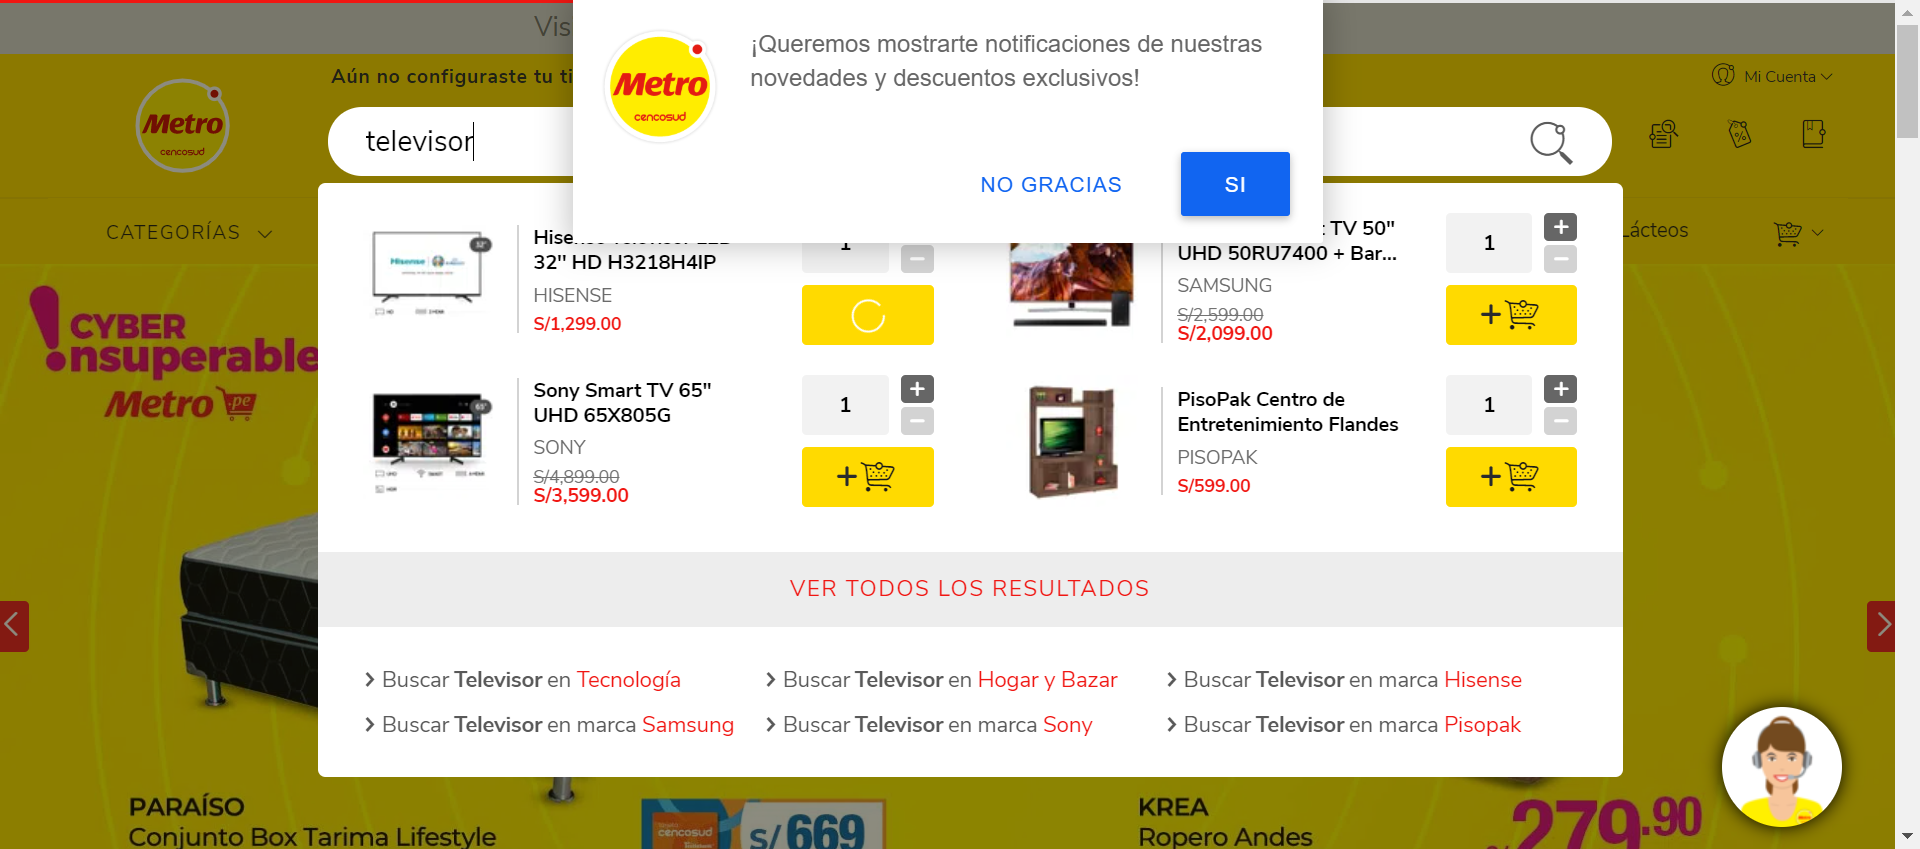 Vis
¡Queremos mostrarte notificaciones de nuestras
novedades y descuentos exclusivos!
Metro
cencosud
NO GRACIAS
SI
Aún no configuraste tu ti
Mi Cuenta
Metro
cencosud
televisor
CATEGORÍAS
Lácteos
32''
Hisense
32'' HD H3218H4IP
HISENSE
S/1,299.00
1
TV 50"
UHD 50RU7400 + Bar...
SAMSUNG
S/2,599.00
S/2,099.00
1
Sony Smart TV 65"
UHD 65X805G
SONY
S/4,899.00
S/3,599.00
1
PisoPak Centro de
Entretenimiento Flandes
PISOPAK
S/599.00
1
VER TODOS LOS RESULTADOS
Buscar Televisor en Tecnología
Buscar Televisor en Hogar y Bazar
Buscar Televisor en marca Hisense
Buscar Televisor en marca Samsung
Buscar Televisor en marca Sony
Buscar Televisor en marca Pisopak
CYBER
nsuperable
Metro .pe
PARAÍSO
Conjunto Box Tarima Lifestyle
cencosud
S/ 669
KREA
Ropero Andes
279.90